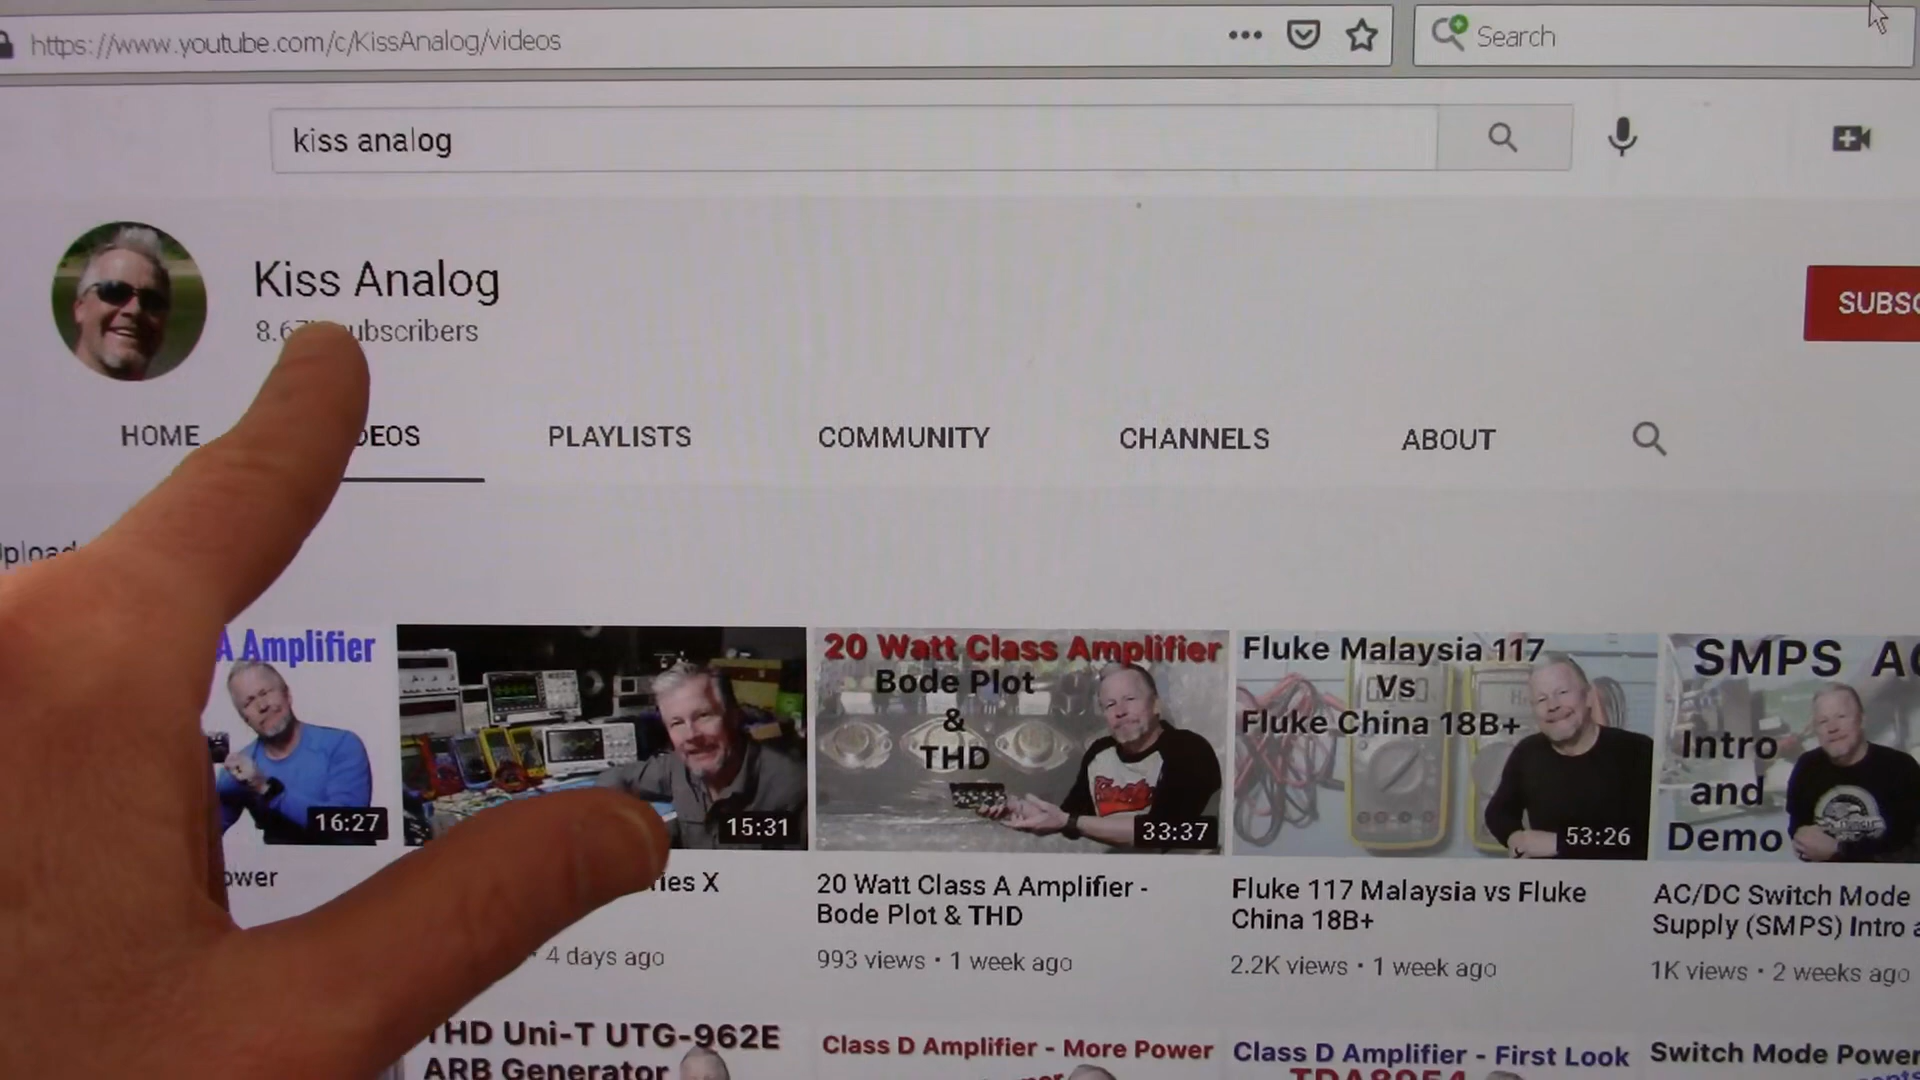 https://www.youtube.com/c/KissAnalog/videos
Search
kiss analog
Kiss Analog
subscribers
SUBSC
HOME
PLAYLISTS
COMMUNITY
CHANNELS
ABOUT
A Amplifier
16:27
15:31
20 Watt Class Amplifier
Bode Plot
&
THD
33:37
Fluke Malaysia 117
Vs
Fluke China 18B+
53:26
SMPS AC
Intro
and
Demo
ower
ries X
4 days ago
20 Watt Class A Amplifier -
Bode Plot & THD
993 views • 1 week ago
Fluke 117 Malaysia vs Fluke
China 18B+
2.2K views • 1 week ago
AC/DC Switch Mode
Supply (SMPS) Intro a
1K views • 2 weeks ago
THD Uni-T UTG-962E
ARB Generator
Class D Amplifier - More Power
Class D Amplifier - First Look
TDA8954
Switch Mode Power